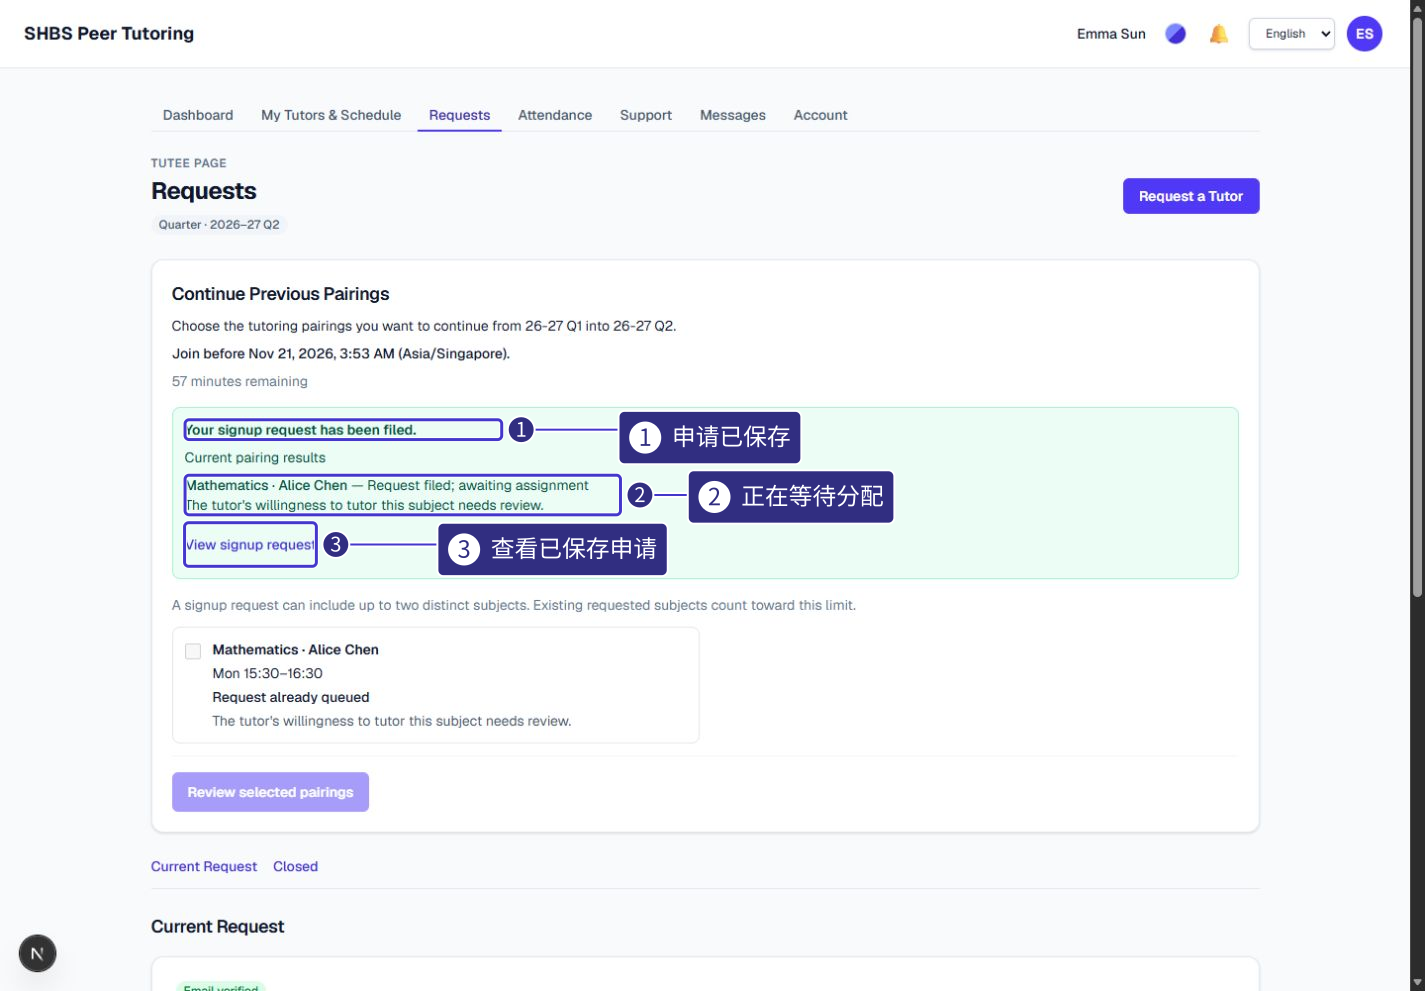 SHBS Peer Tutoring
Emma Sun
English
ES
Dashboard
My Tutors & Schedule
Requests
Attendance
Support
Messages
Account
TUTEE PAGE
Requests
Request a Tutor
Quarter · 2026–27 Q2
Continue Previous Pairings
Choose the tutoring pairings you want to continue from 26-27 Q1 into 26-27 Q2.
Join before Nov 21, 2026, 3:53 AM (Asia/Singapore).
57 minutes remaining
Your signup request has been filed.
1
1 申请已保存
Current pairing results
Mathematics · Alice Chen — Request filed; awaiting assignment
The tutor's willingness to tutor this subject needs review.
2
2 正在等待分配
View signup request
3
3 查看已保存申请
A signup request can include up to two distinct subjects. Existing requested subjects count toward this limit.
Mathematics · Alice Chen
Mon 15:30–16:30
Request already queued
The tutor's willingness to tutor this subject needs review.
Review selected pairings
Current Request
Closed
Current Request
N
Email verified